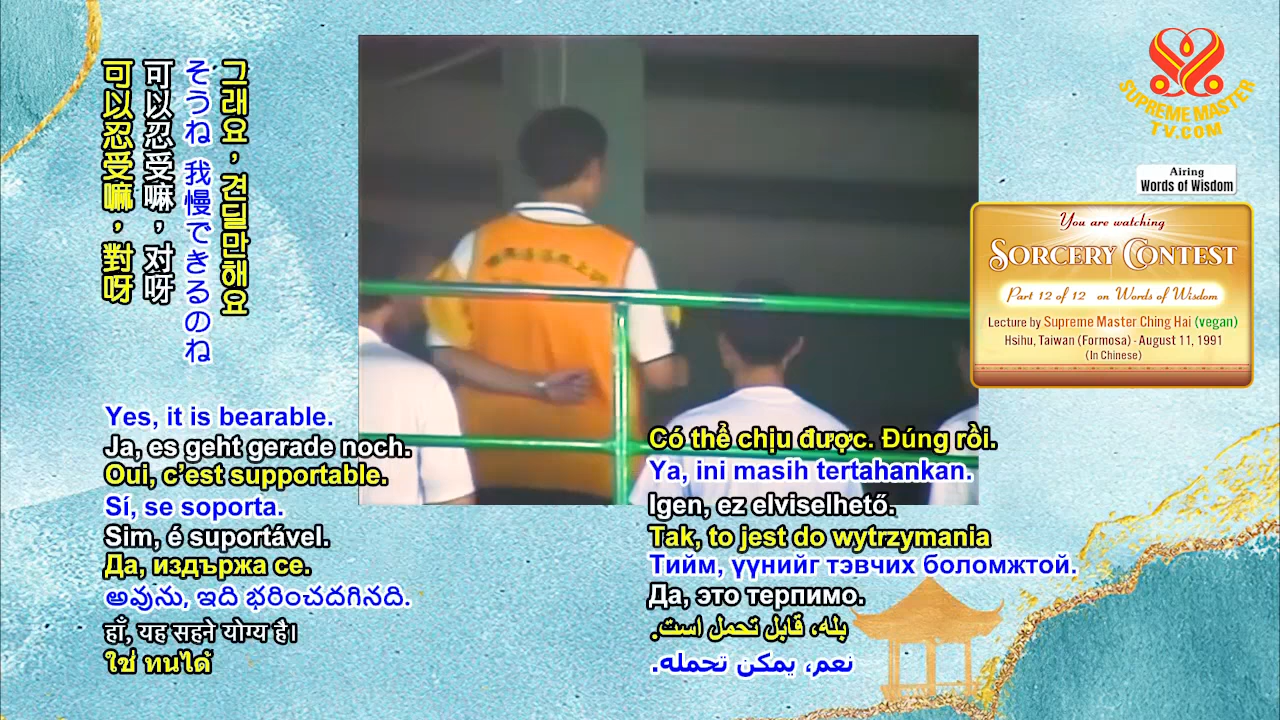 可以忍受嘛，對呀
可以忍受嘛，对呀
そうね 我慢できるのね
그래요, 견딜만해요
Yes, it is bearable.
Ja, es geht gerade noch.
Oui, c’est supportable.
Sí, se soporta.
Sim, é suportável.
Да, издържа се.
అవును, ఇది భరించదగినది.
हाँ, यह सहने योग्य है।
ใช่ ทนได้
Có thể chịu được. Đúng rồi.
Ya, ini masih tertahankan.
Igen, ez elviselhető.
Tak, to jest do wytrzymania
Тийм, үүнийг тэвчих боломжтой.
Да, это терпимо.
بله، قابل تحمل است.
نعم، يمكن تحمله.
SUPREME MASTER
TV.COM
Airing
Words of Wisdom
You are watching
SORCERY CONTEST
Part 12 of 12 on Words of Wisdom
Lecture by Supreme Master Ching Hai (vegan)
Hsihu, Taiwan (Formosa) - August 11, 1991
(In Chinese)